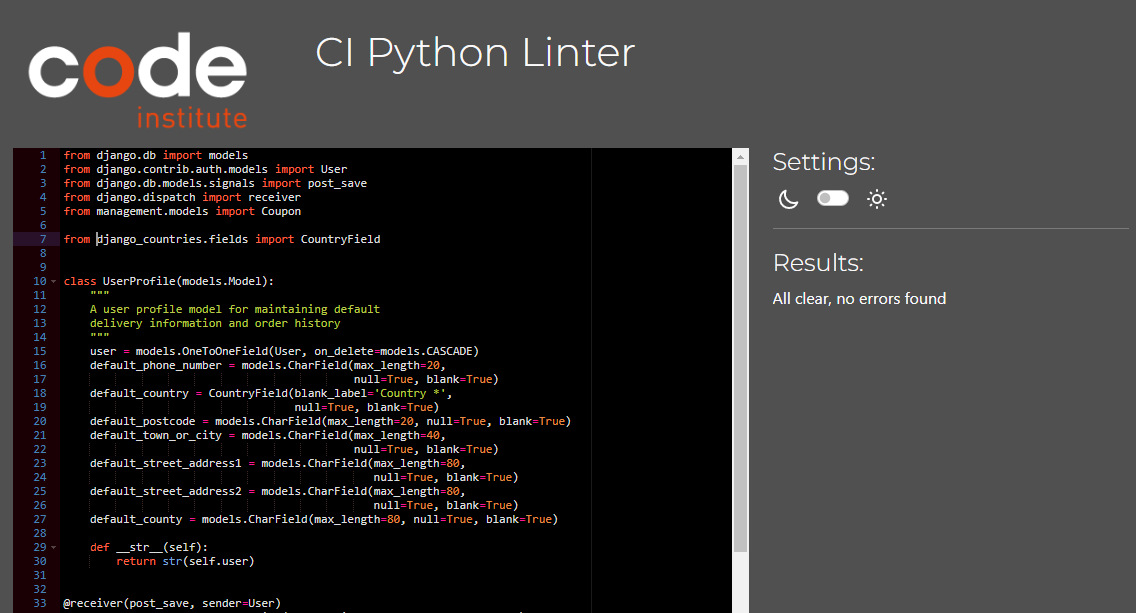 code
institute
CI Python Linter
1 from django.db import models
2 from django.contrib.auth.models import User
3 from django.db.models.signals import post_save
4 from django.dispatch import receiver
5 from management.models import Coupon
6
7 from django_countries.fields import CountryField
8
9
10 class UserProfile(models.Model):
11     """
12     A user profile model for maintaining default
13     delivery information and order history
14     """
15     user = models.OneToOneField(User, on_delete=models.CASCADE)
16     default_phone_number = models.CharField(max_length=20,
17                                             null=True, blank=True)
18     default_country = CountryField(blank_label='Country *',
19                                    null=True, blank=True)
20     default_postcode = models.CharField(max_length=20, null=True, blank=True)
21     default_town_or_city = models.CharField(max_length=40,
22                                             null=True, blank=True)
23     default_street_address1 = models.CharField(max_length=80,
24                                                null=True, blank=True)
25     default_street_address2 = models.CharField(max_length=80,
26                                                null=True, blank=True)
27     default_county = models.CharField(max_length=80, null=True, blank=True)
28
29     def __str__(self):
30         return str(self.user)
31
32
33 @receiver(post_save, sender=User)
Settings:
Results:
All clear, no errors found